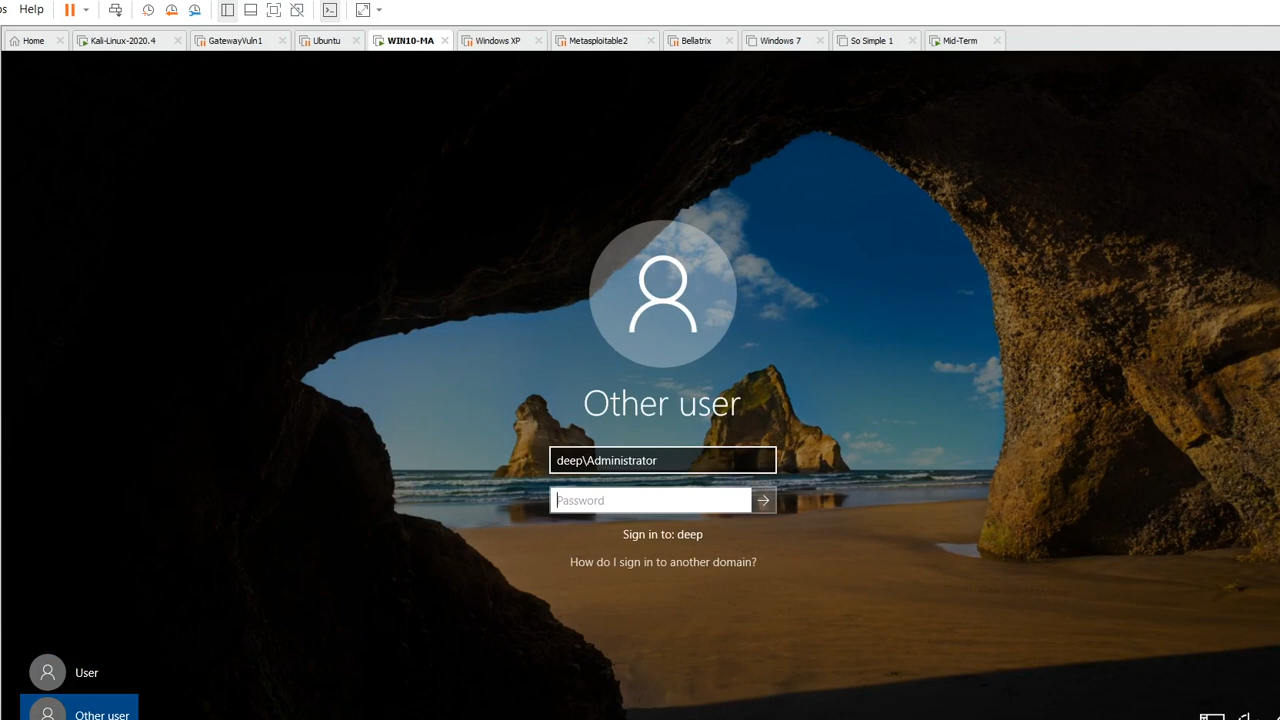 Help
Home
Kali-Linux-2020.4
GatewayVuln1
Ubuntu
WIN10-MA
Windows XP
Metasploitable2
Bellatrix
Windows 7
So Simple 1
Mid-Term
Other user
deep\Administrator
Password
Sign in to: deep
How do I sign in to another domain?
User
Other user